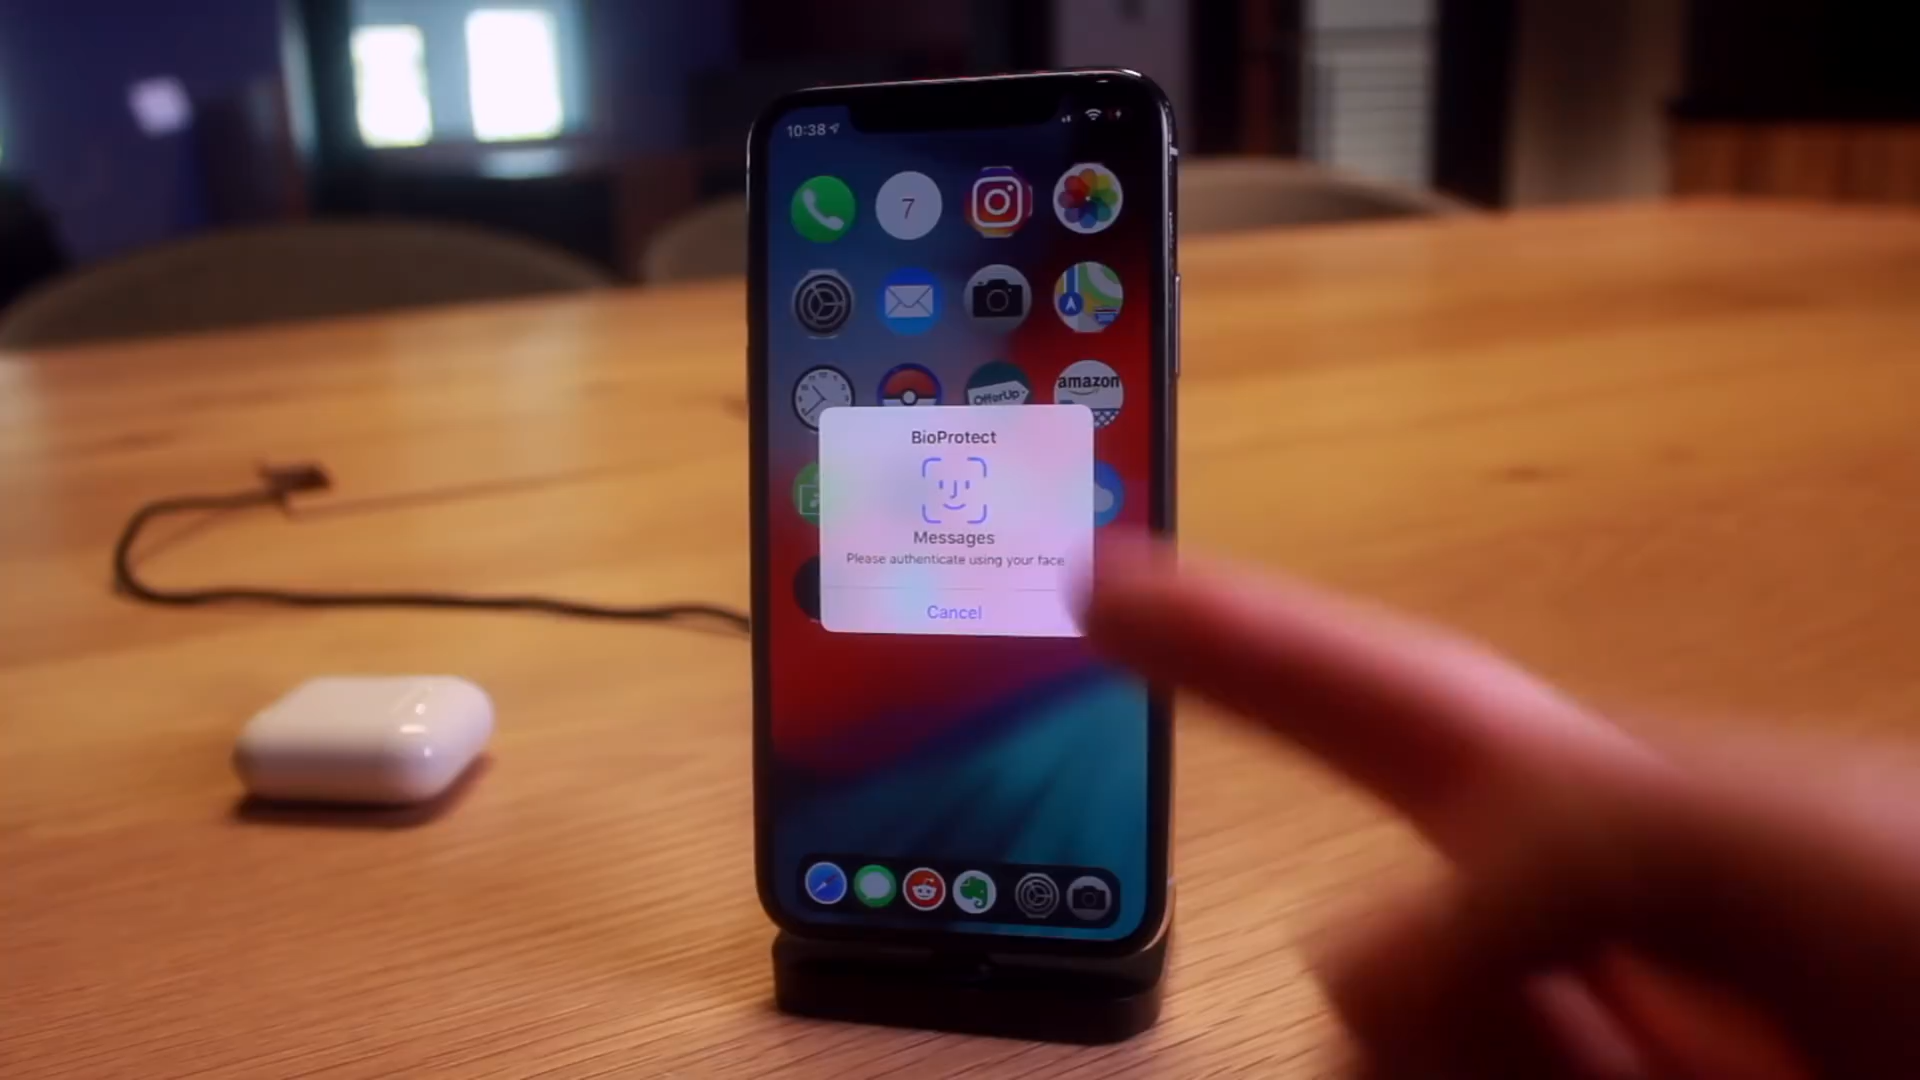 10:38
7
OfferUp
amazon
BioProtect
Messages
Please authenticate using your face
Cancel